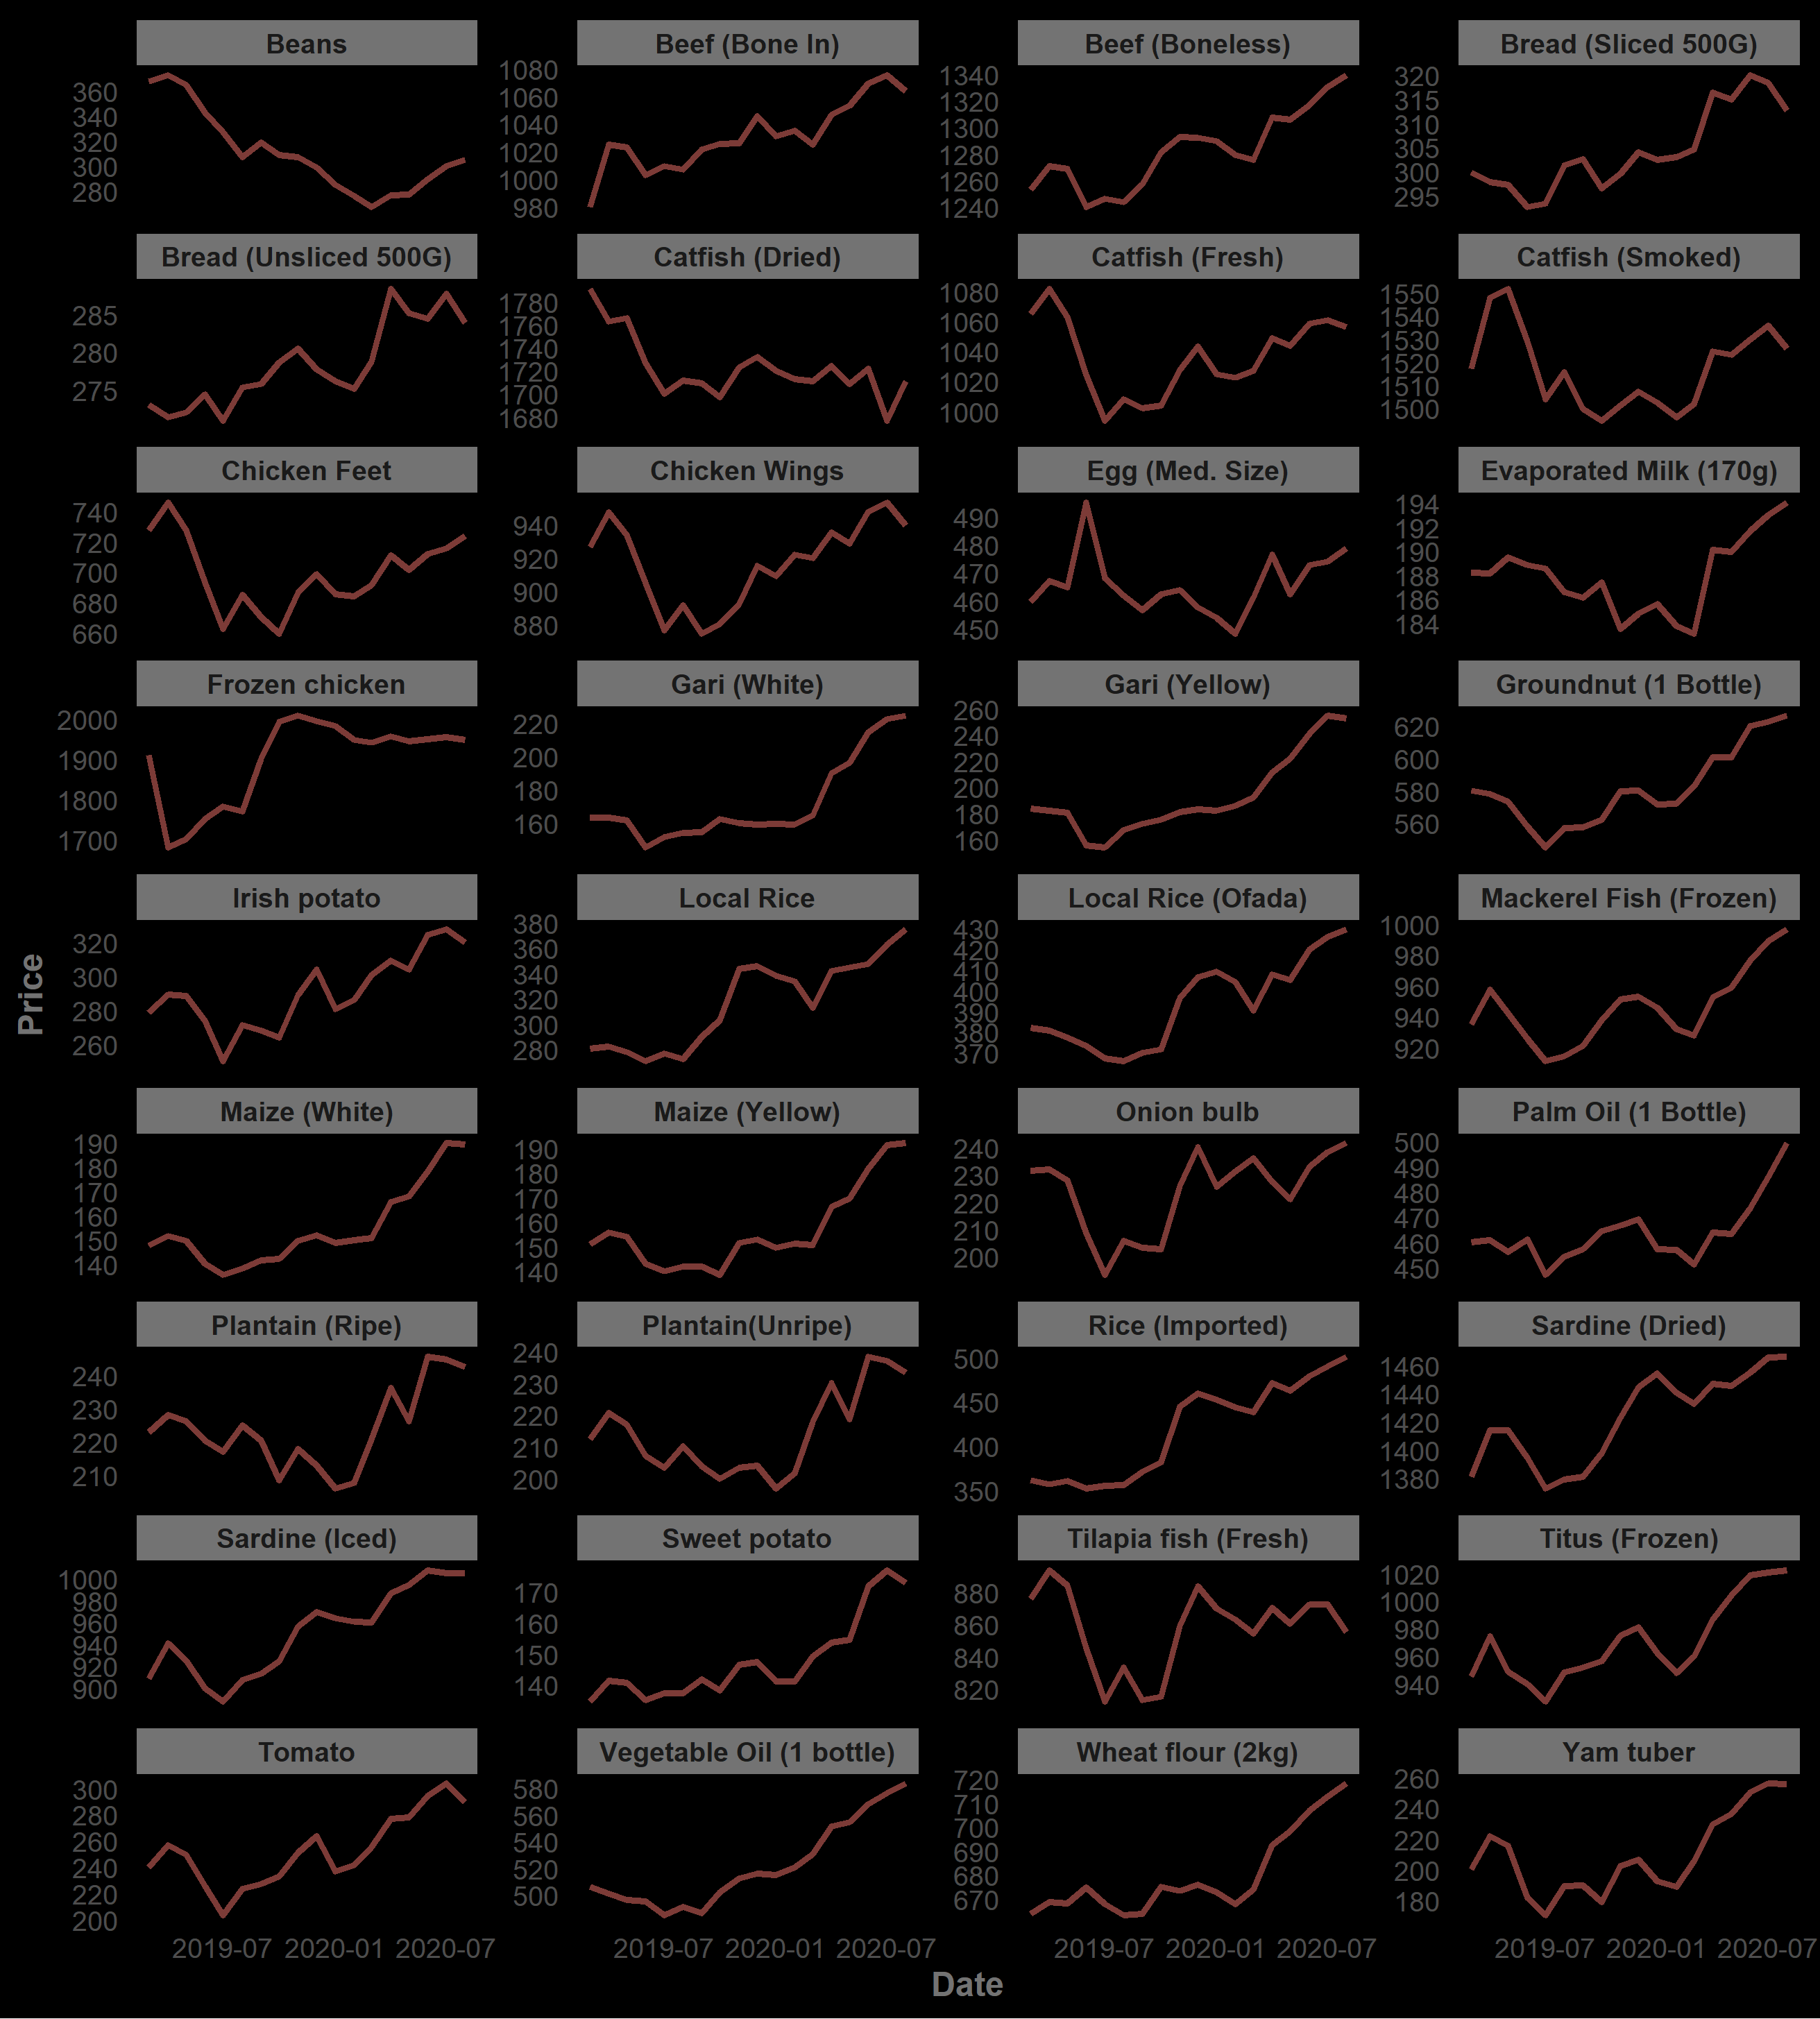 Beans Beef (Bone In) Beef (Boneless) Bread (Sliced 500G)
360 340 320 300 280
1080 1060 1040 1020 1000 980
1340 1320 1300 1280 1260 1240
320 315 310 305 300 295
Bread (Unsliced 500G) Catfish (Dried) Catfish (Fresh) Catfish (Smoked)
285 280 275
1780 1760 1740 1720 1700 1680
1080 1060 1040 1020 1000
1550 1540 1530 1520 1510 1500
Chicken Feet Chicken Wings Egg (Med. Size) Evaporated Milk (170g)
740 720 700 680 660
940 920 900 880
490 480 470 460 450
194 192 190 188 186 184
Frozen chicken Gari (White) Gari (Yellow) Groundnut (1 Bottle)
2000 1900 1800 1700
220 200 180 160
260 240 220 200 180 160
620 600 580 560
Irish potato Local Rice Local Rice (Ofada) Mackerel Fish (Frozen)
320 300 280 260
380 360 340 320 300 280
430 420 410 400 390 380 370
1000 980 960 940 920
Price
Maize (White) Maize (Yellow) Onion bulb Palm Oil (1 Bottle)
190 180 170 160 150 140
190 180 170 160 150 140
240 230 220 210 200
500 490 480 470 460 450
Plantain (Ripe) Plantain(Unripe) Rice (Imported) Sardine (Dried)
240 230 220 210
240 230 220 210 200
500 450 400 350
1460 1440 1420 1400 1380
Sardine (Iced) Sweet potato Tilapia fish (Fresh) Titus (Frozen)
1000 980 960 940 920 900
170 160 150 140
880 860 840 820
1020 1000 980 960 940
Tomato Vegetable Oil (1 bottle) Wheat flour (2kg) Yam tuber
300 280 260 240 220 200
580 560 540 520 500
720 710 700 690 680 670
260 240 220 200 180
2019-07 2020-01 2020-07 2019-07 2020-01 2020-07 2019-07 2020-01 2020-07 2019-07 2020-01 2020-07
Date